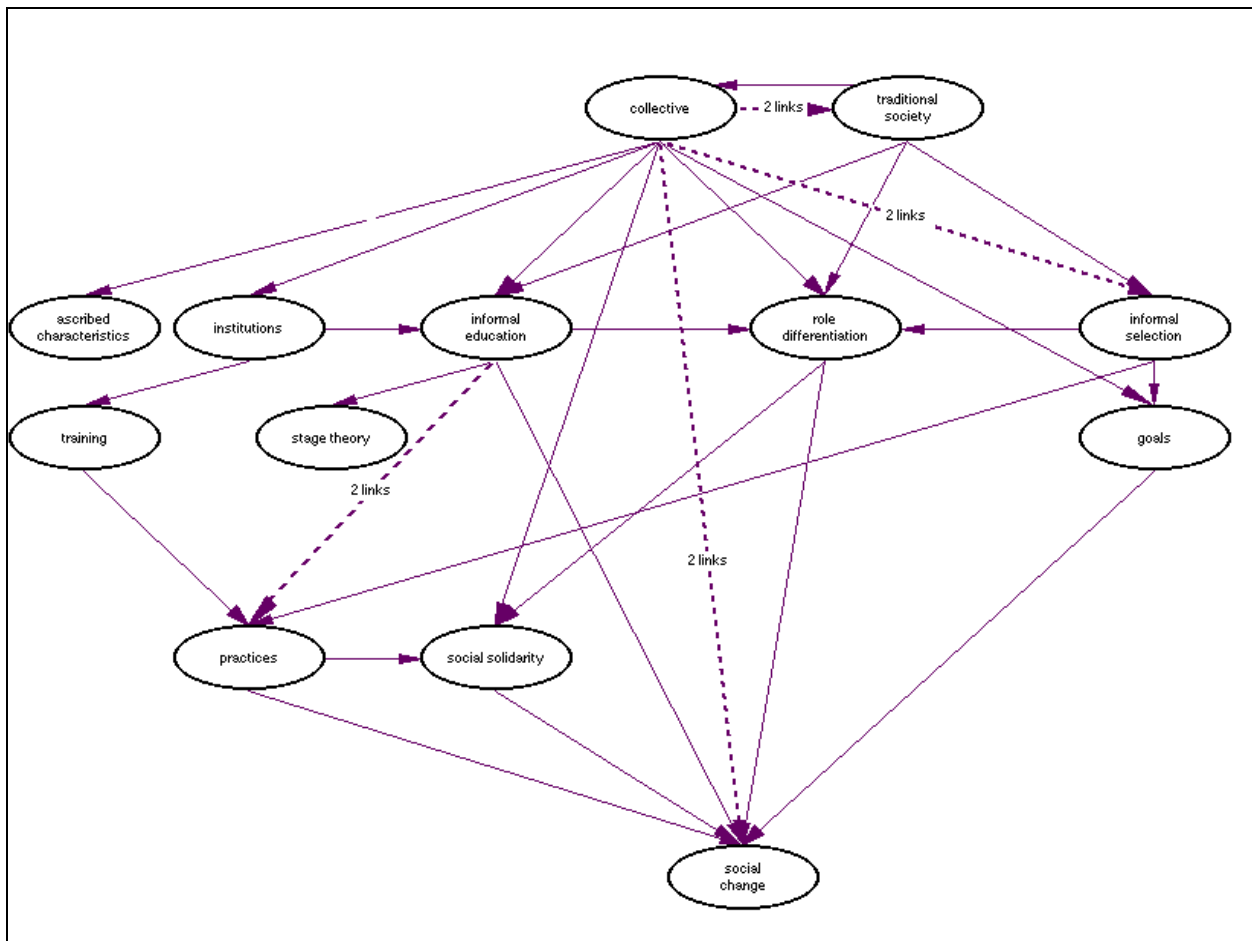 collective
2 links
traditional
society
2 links
ascribed
characteristics
institutions
informal
education
role
differentiation
informal
selection
training
stage theory
goals
2 links
2 links
practices
social solidarity
social
change